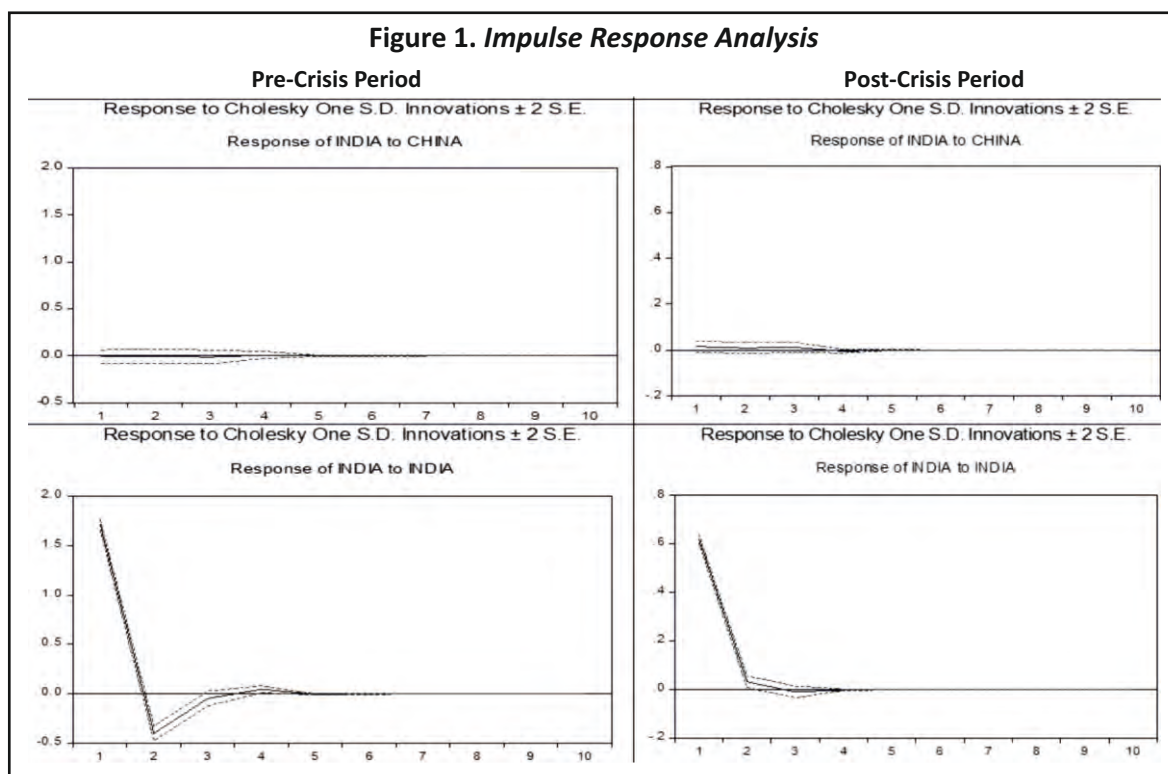 Figure 1. Impulse Response Analysis
Pre-Crisis Period
Post-Crisis Period
Response to Cholesky One S.D. Innovations ± 2 S.E.
Response of INDIA to CHINA
2.0
1.5
1.0
0.5
0.0
-0.5
1 2 3 4 5 6 7 8 9 10
Response to Cholesky One S.D. Innovations ± 2 S.E.
Response of INDIA to CHINA
.8
.6
.4
.2
.0
-.2
1 2 3 4 5 6 7 8 9 10
Response to Cholesky One S.D. Innovations ± 2 S.E.
Response of INDIA to INDIA
2.0
1.5
1.0
0.5
0.0
-0.5
1 2 3 4 5 6 7 8 9 10
Response to Cholesky One S.D. Innovations ± 2 S.E.
Response of INDIA to INDIA
.8
.6
.4
.2
.0
-.2
1 2 3 4 5 6 7 8 9 10